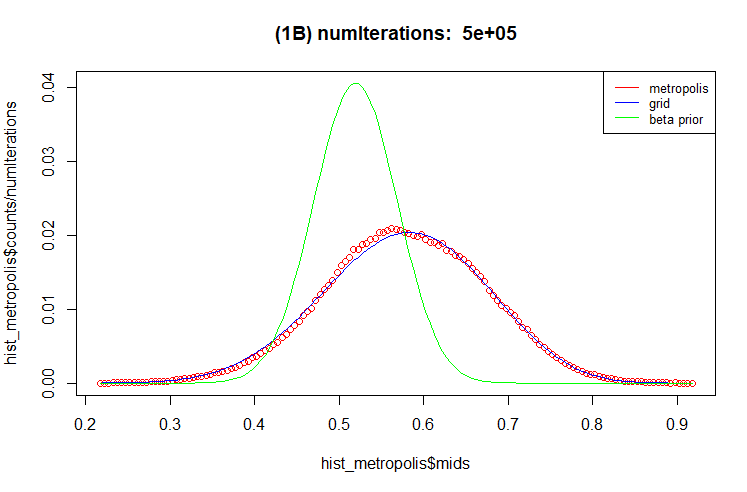 (1B) numIterations:  5e+05
hist_metropolis$counts/numIterations
0.04
0.03
0.02
0.01
0.00
metropolis
grid
beta prior
0.2 0.3 0.4 0.5 0.6 0.7 0.8 0.9
hist_metropolis$mids